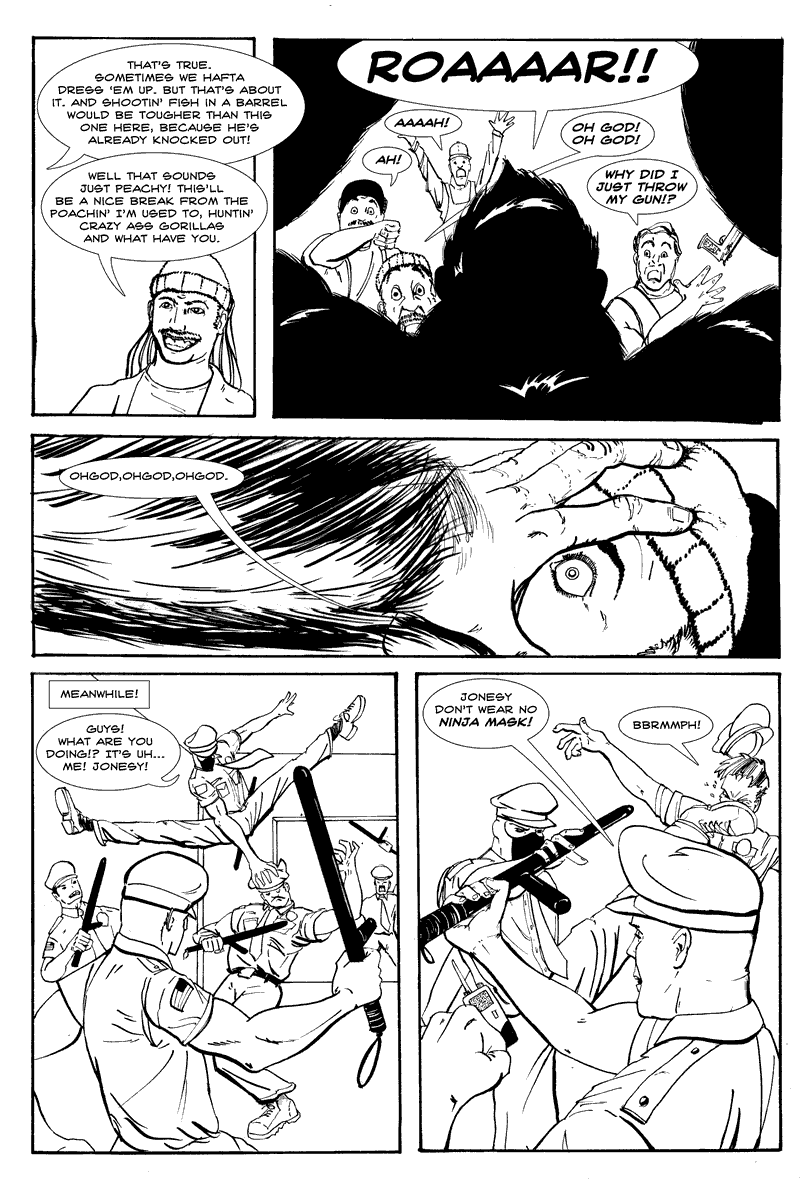 THAT'S TRUE.
SOMETIMES WE HAFTA
DRESS 'EM UP. BUT THAT'S ABOUT
IT. AND SHOOTIN' FISH IN A BARREL
WOULD BE TOUGHER THAN THIS
ONE HERE, BECAUSE HE'S
ALREADY KNOCKED OUT!
WELL THAT SOUNDS
JUST PEACHY! THIS'LL
BE A NICE BREAK FROM THE
POACHIN' I'M USED TO, HUNTIN'
CRAZY ASS GORILLAS
AND WHAT HAVE YOU.
ROAAAAR!!
AAAAH!
AH!
OH GOD!
OH GOD!
WHY DID I
JUST THROW
MY GUN!?
OHGOD,OHGOD,OHGOD.
MEANWHILE!
GUYS!
WHAT ARE YOU
DOING!? IT'S UH...
ME! JONESY!
JONESY
DON'T WEAR NO
NINJA MASK!
BBRMMPH!